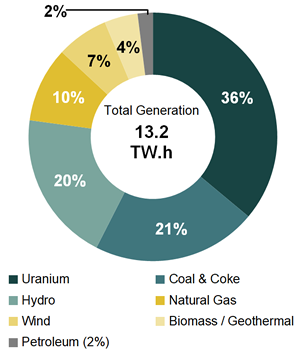 2%
4%
7%
36%
10%
Total Generation
13.2
TW.h
20%
21%
Uranium
Coal & Coke
Hydro
Natural Gas
Wind
Biomass / Geothermal
Petroleum (2%)